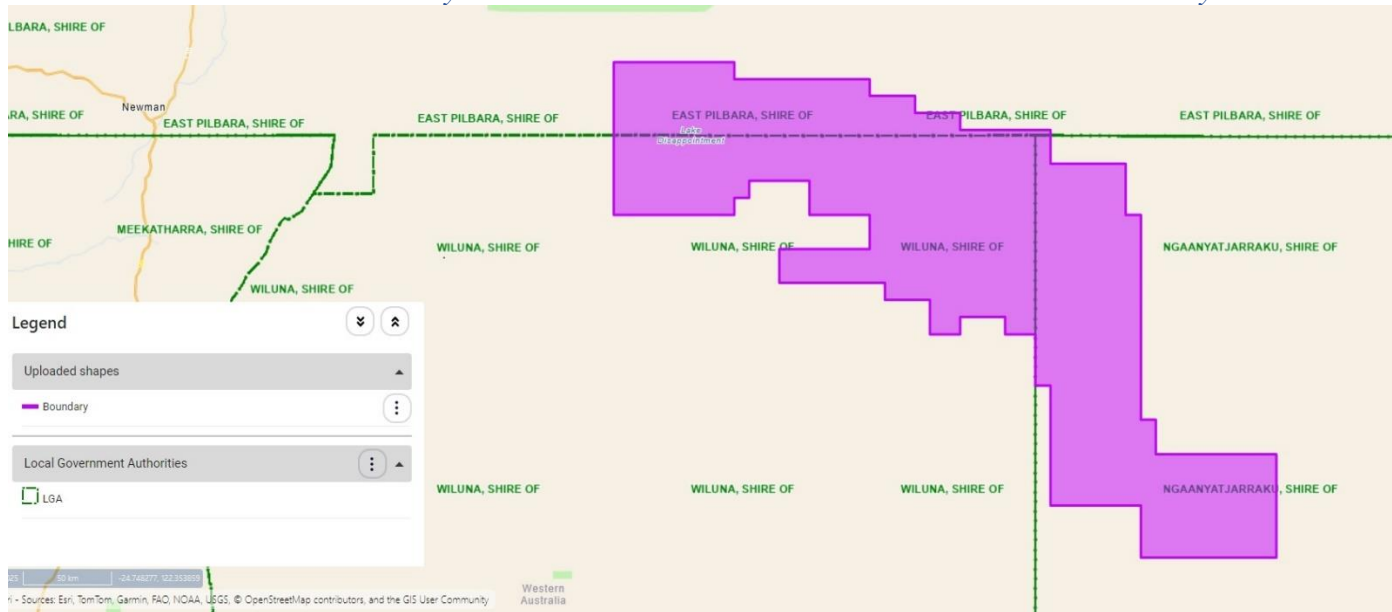 LBARA, SHIRE OF
Newman
ARA, SHIRE OF
EAST PILBARA, SHIRE OF
EAST PILBARA, SHIRE OF
EAST PILBARA, SHIRE OF
EAST PILBARA, SHIRE OF
EAST PILBARA, SHIRE OF
Lake
Disappointment
MEEKATHARRA, SHIRE OF
HIRE OF
WILUNA, SHIRE OF
WILUNA, SHIRE OF
WILUNA, SHIRE OF
NGAANYATJARRAKU, SHIRE OF
WILUNA, SHIRE OF
Legend
Uploaded shapes
Boundary
Local Government Authorities
LGA
WILUNA, SHIRE OF
WILUNA, SHIRE OF
WILUNA, SHIRE OF
NGAANYATJARRAKU, SHIRE OF
50 km
-24.746277, 122.353859
Western
Australia
ri - Sources: Esri, TomTom, Garmin, FAO, NOAA, USGS, © OpenStreetMap contributors, and the GIS User Community